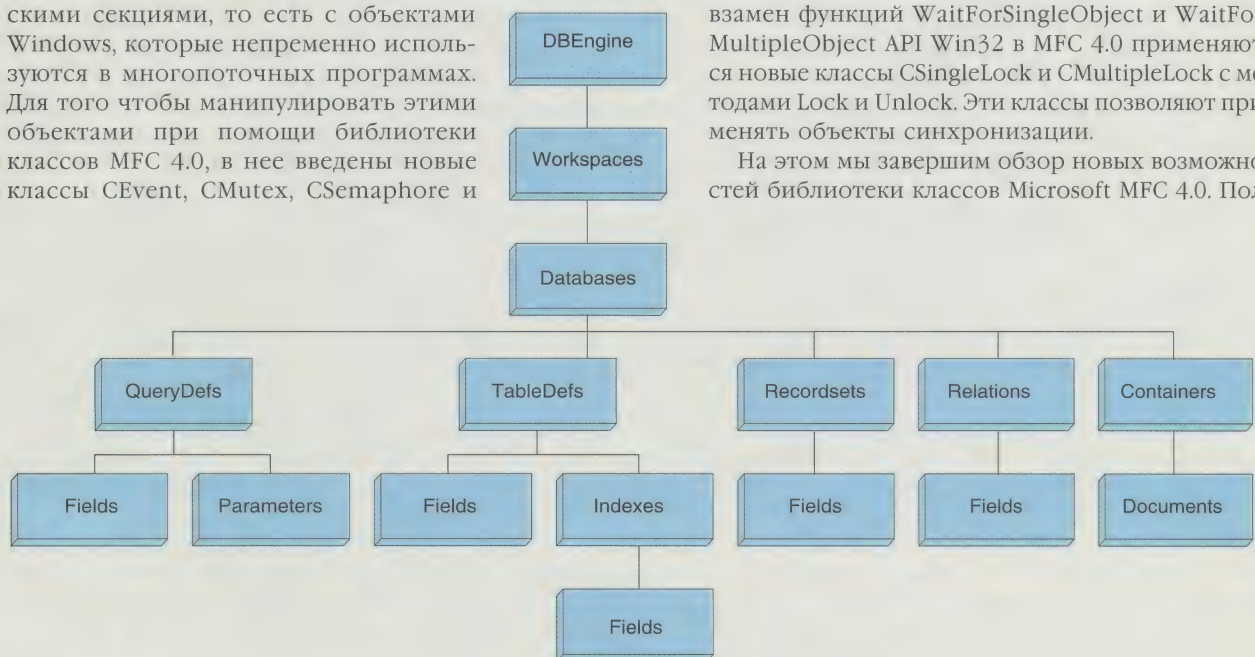 скими секциями, то есть с объектами
Windows, которые непременно исполь-
зуются в многопоточных программах.
Для того чтобы манипулировать этими
объектами при помощи библиотеки
классов MFC 4.0, в нее введены новые
классы CEvent, CMutex, CSemaphore и
взамен функций WaitForSingleObject и WaitFo
MultipleObject API Win32 в MFC 4.0 применяют
ся новые классы CSingleLock и CMultipleLock с ме
тодами Lock и Unlock. Эти классы позволяют при
менять объекты синхронизации.
На этом мы завершим обзор новых возможно
стей библиотеки классов Microsoft MFC 4.0. Пол
DBEngine
Workspaces
Databases
QueryDefs
TableDefs
Recordsets
Relations
Containers
Fields
Parameters
Fields
Indexes
Fields
Fields
Documents
Fields